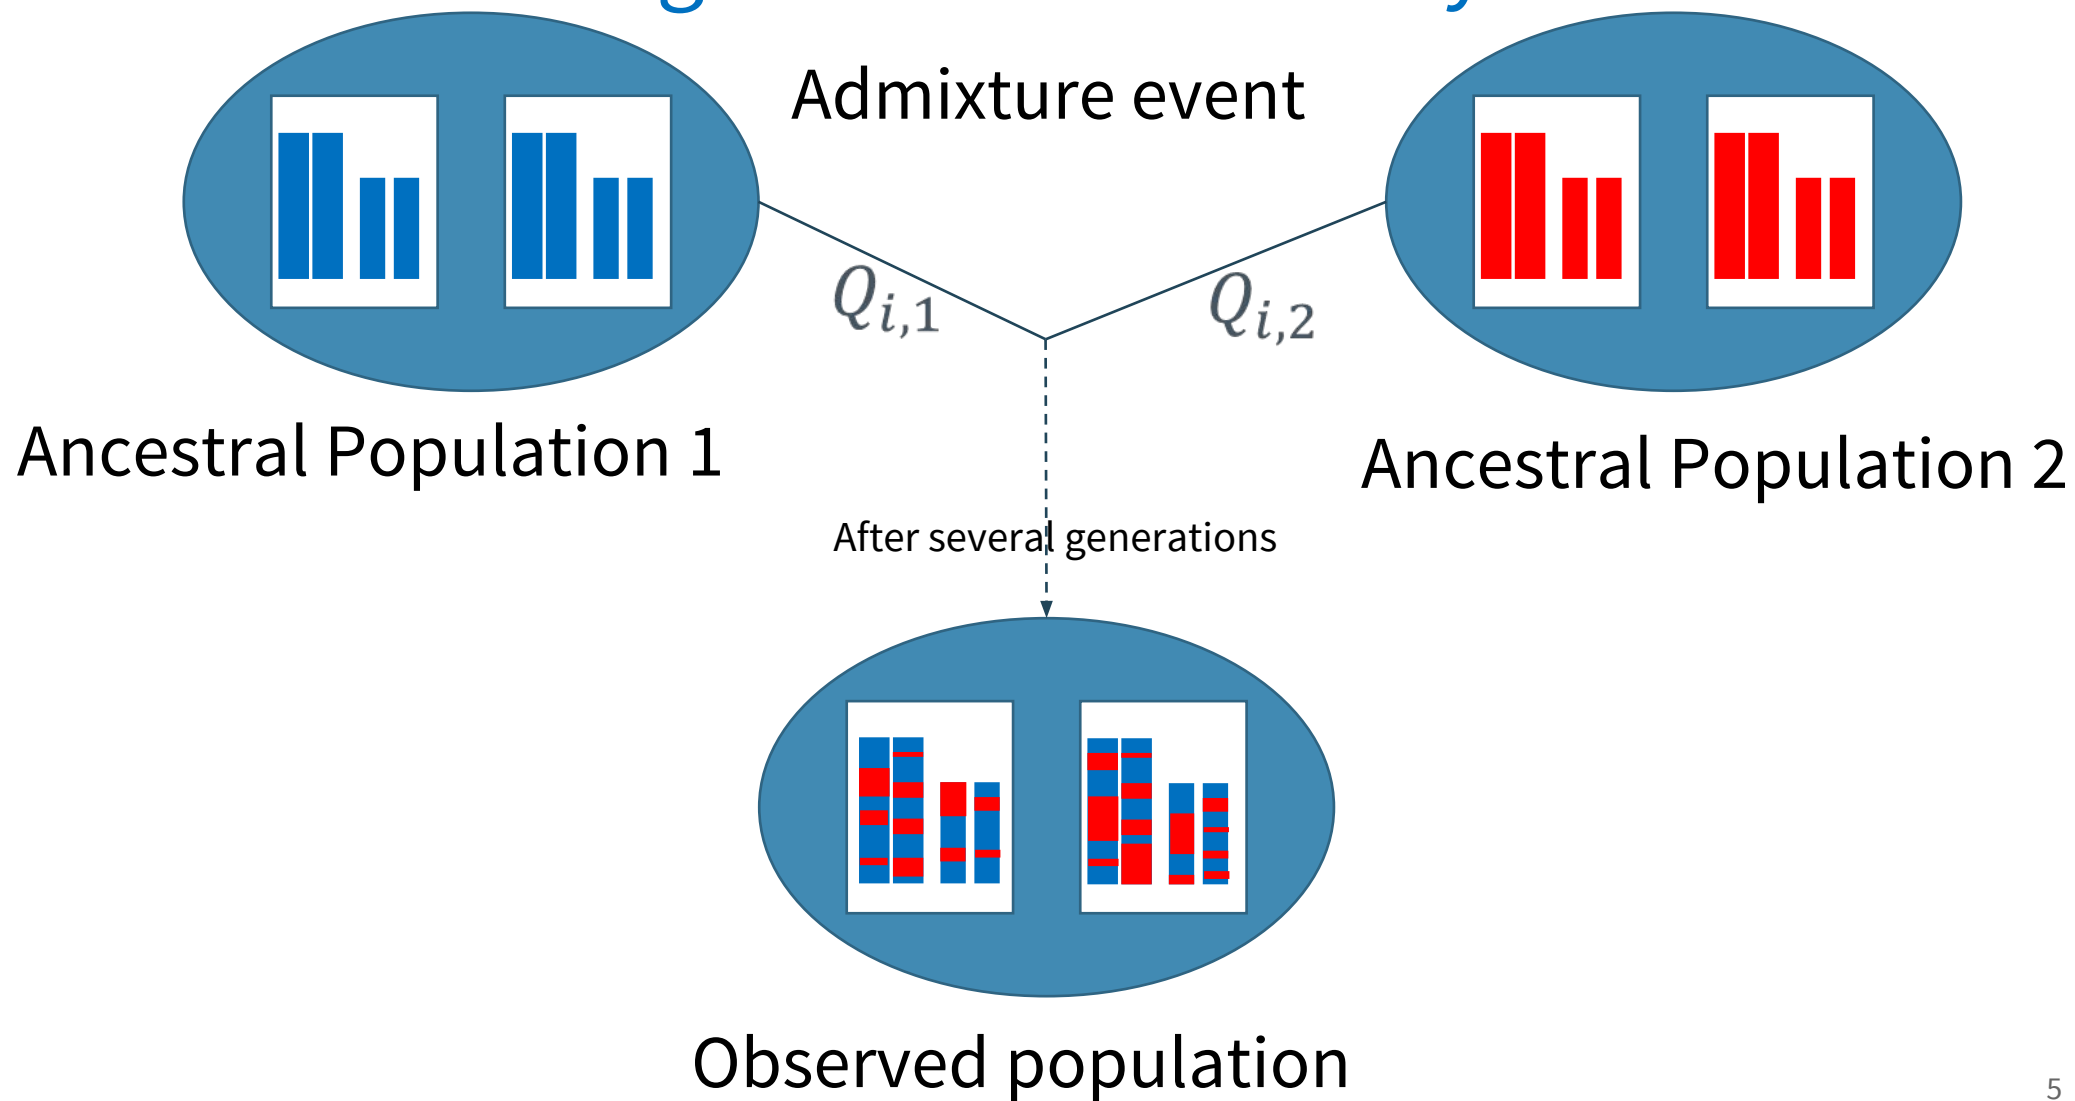 Admixture event
Q_{i,1}
Q_{i,2}
Ancestral Population 1
Ancestral Population 2
After several generations
Observed population
5